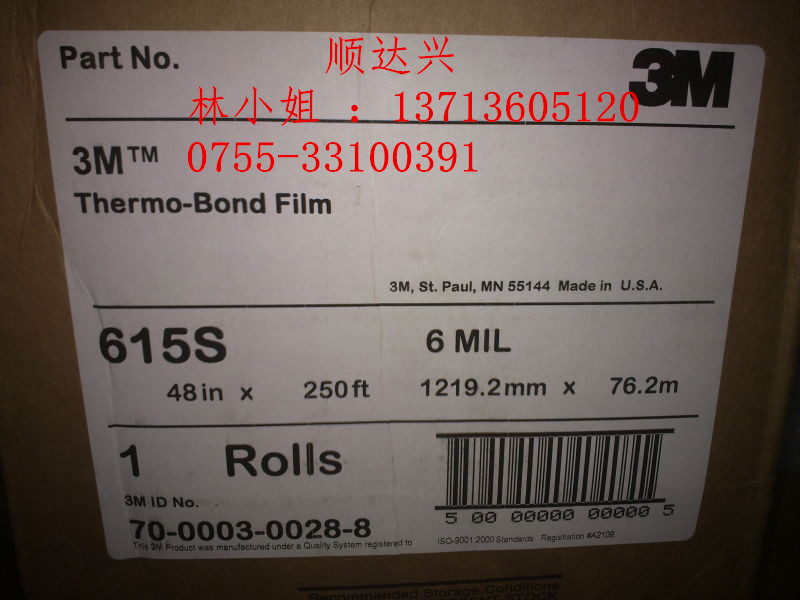 Part No.
顺达兴
3M
林小姐 ：13713605120
3M™
0755-33100391
Thermo-Bond Film
3M, St. Paul, MN 55144 Made in U.S.A.
615S
6 MIL
48in x 250ft
1219.2mm x 76.2m
1 Rolls
3M ID No.
70-0003-0028-8
5 00 00000 00000 5
This 3M Product was manufactured under a Quality System registered to
ISO-9001:2000 Standards Registration #A2109
Recommended Storage Conditions